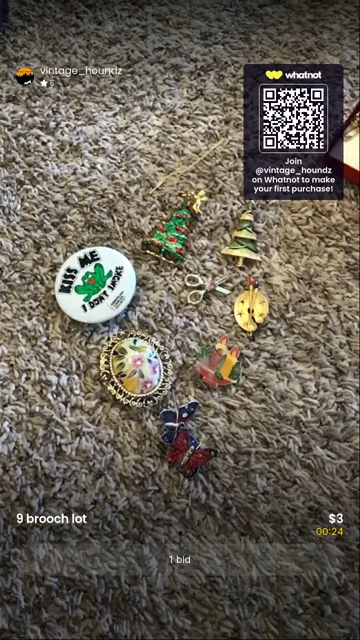 vintage_houndz
whatnot
Join
@vintage_houndz
on Whatnot to make
your first purchase!
KISS ME
I DON'T SMOKE
9 brooch lot
$3
00:24
1 bid